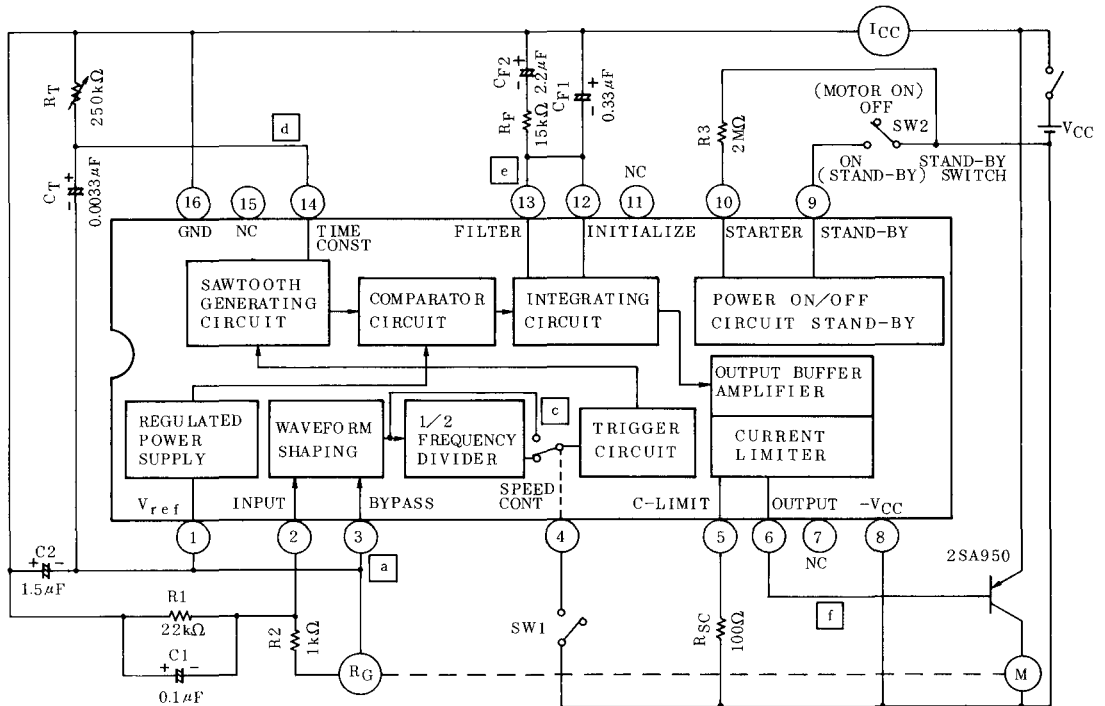 ICC
RT
250kΩ
CT
0.0033μF
CF2
2.2μF
RF
15kΩ
CF1
0.33μF
R3
2MΩ
(MOTOR ON)
OFF
SW2
ON
(STAND-BY)
STAND-BY
SWITCH
VCC
d
e
16
15
14
13
12
11
10
9
NC
GND
NC
TIME
CONST
FILTER
INITIALIZE
STARTER
STAND-BY
SAWTOOTH
GENERATING
CIRCUIT
COMPARATOR
CIRCUIT
INTEGRATING
CIRCUIT
POWER ON/OFF
CIRCUIT STAND-BY
OUTPUT BUFFER
AMPLIFIER
CURRENT
LIMITER
REGULATED
POWER
SUPPLY
WAVEFORM
SHAPING
1/2
FREQUENCY
DIVIDER
c
TRIGGER
CIRCUIT
Vref
INPUT
BYPASS
SPEED
CONT
C-LIMIT
OUTPUT
-VCC
1
2
3
4
5
6
7
8
NC
a
C2
1.5μF
R1
22kΩ
C1
0.1μF
R2
1kΩ
RG
SW1
RSC
100Ω
f
2SA950
M
+ -
+
-